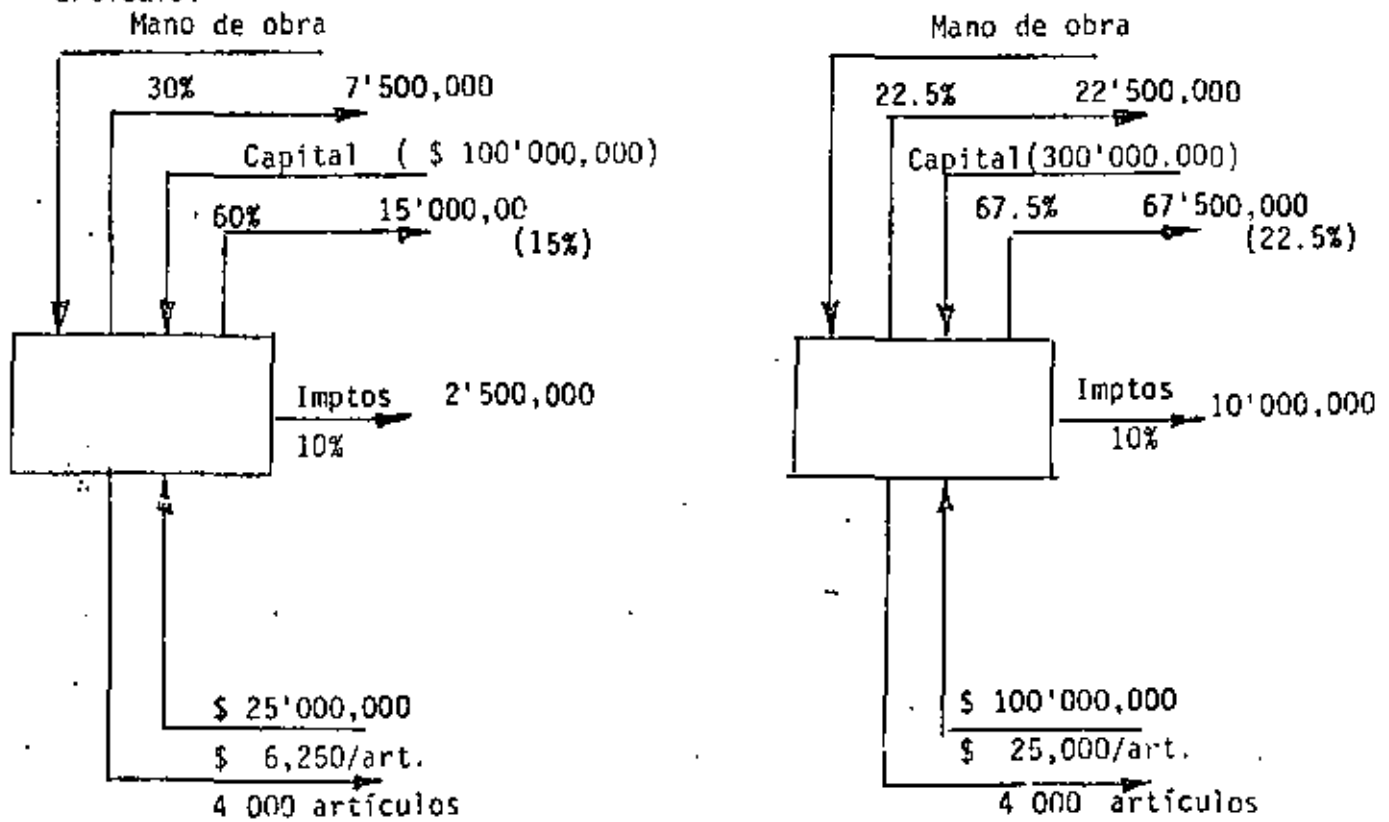 Mano de obra
30% 7'500,000
Capital ( $ 100'000,000)
60% 15'000,00
(15%)
Imptos 2'500,000
10%
$ 25'000,000
$ 6,250/art.
4 000 artículos
Mano de obra
22.5% 22'500,000
Capital(300'000.000)
67.5% 67'500,000
(22.5%)
Imptos 10'000,000
10%
$ 100'000,000
$ 25,000/art.
4 000 artículos